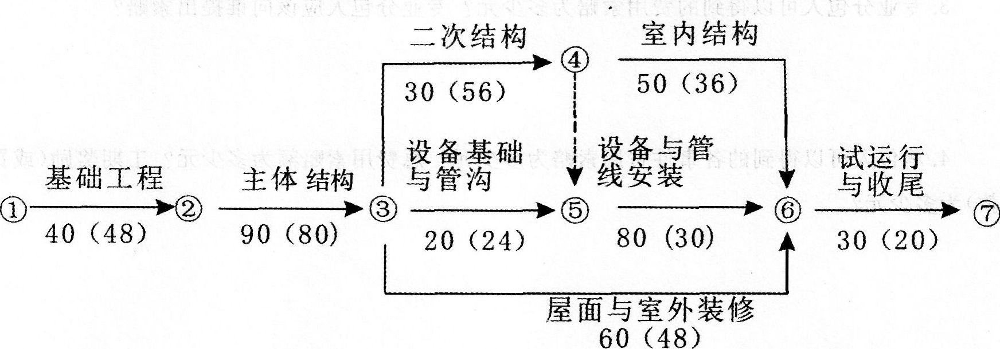 二次结构
室内结构
④
30（56）
50（36）
设备基础
与管沟
设备与管
线安装
试运行
与收尾
基础工程
主体结构
①
②
③
⑤
⑥
⑦
40（48）
90（80）
20（24）
80（30）
30（20）
屋面与室外装修
60（48）